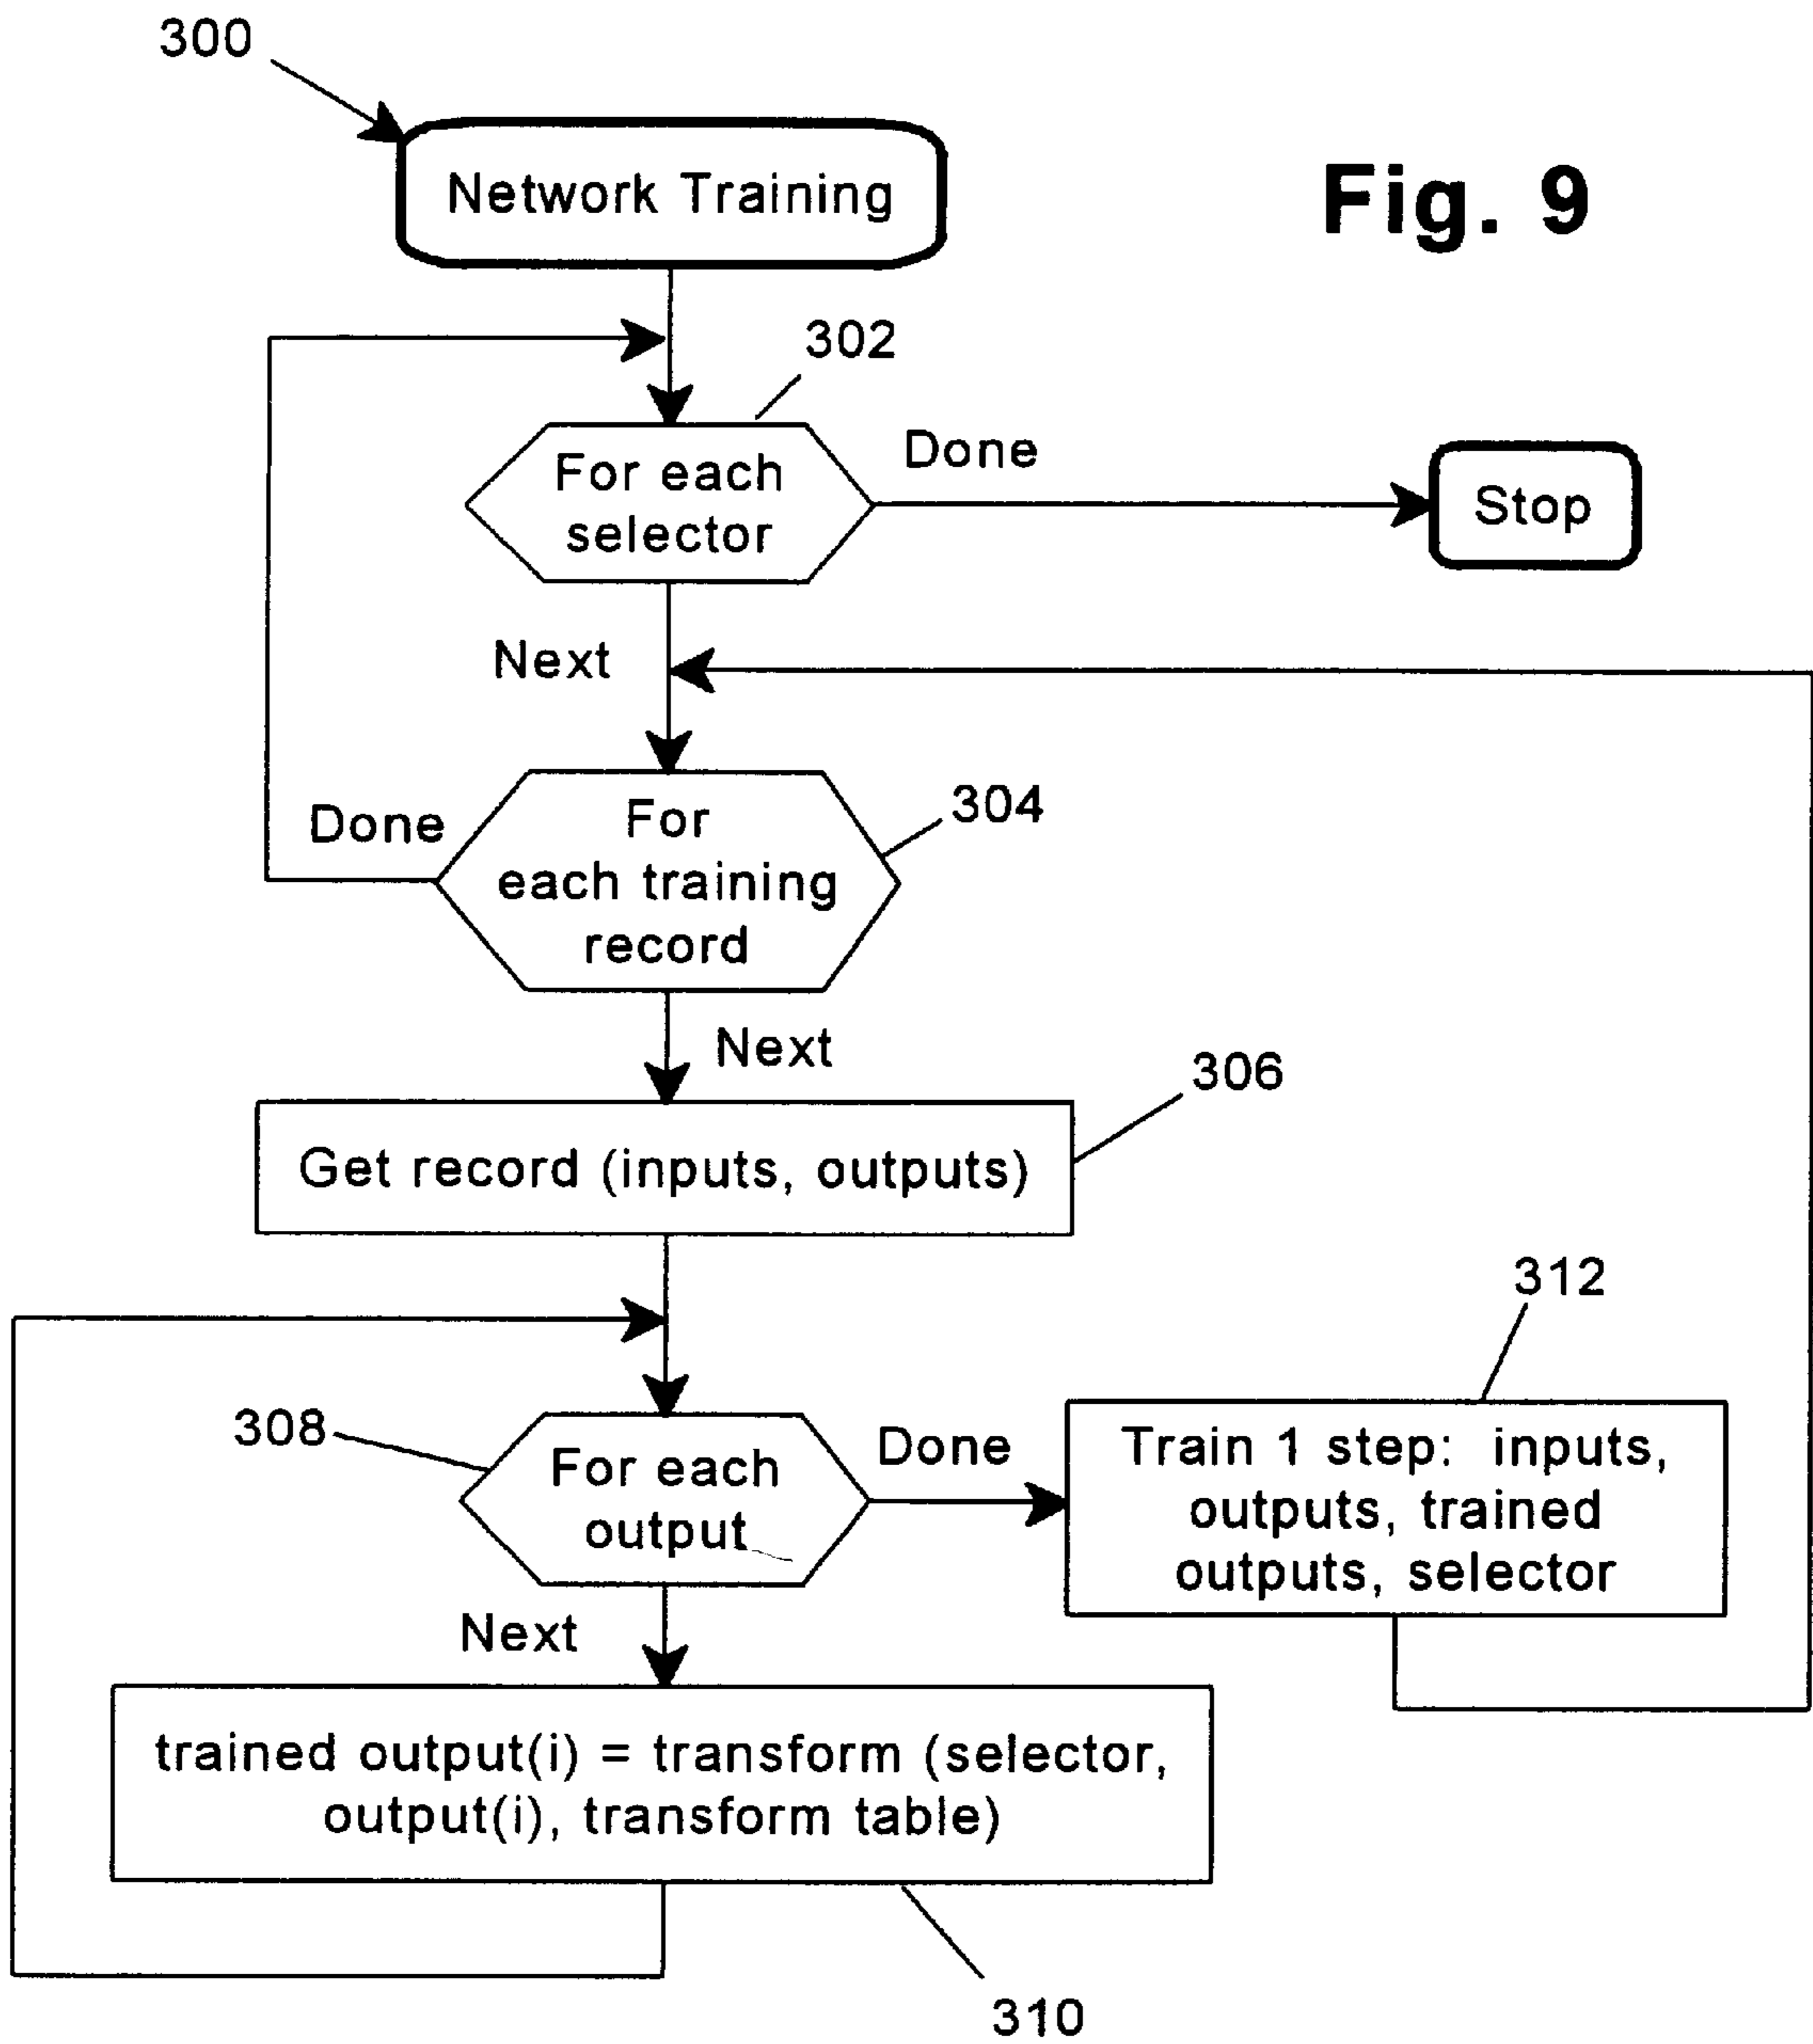 300
Network Training
Fig. 9
302
For each
selector
Done
Stop
Next
304
Done
For
each training
record
Next
306
Get record (inputs, outputs)
312
308
For each
output
Done
Train 1 step: inputs,
outputs, trained
outputs, selector
Next
trained output(i) = transform (selector,
output(i), transform table)
310